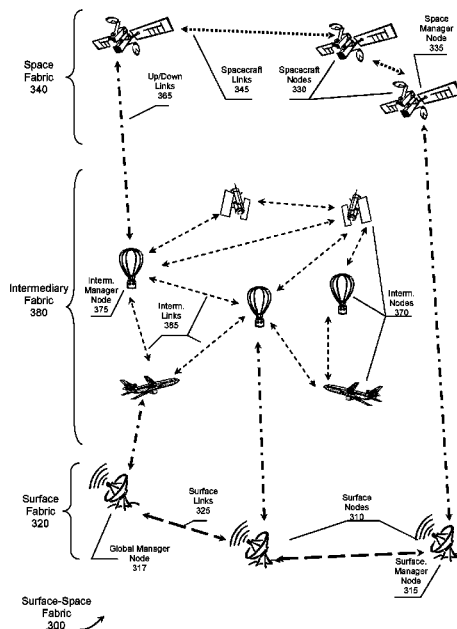 Space
Manager
Node
335
Space
Fabric
340
Up/Down
Links
365
Spacecraft
Links
345
Spacecraft
Nodes
330
Intermediary
Fabric
380
Interm.
Manager
Node
375
Interm.
Links
385
Interm.
Nodes
370
Surface
Fabric
320
Surface
Links
325
Surface
Nodes
310
Global Manager
Node
317
Surface.
Manager
Node
315
Surface-Space
Fabric
300